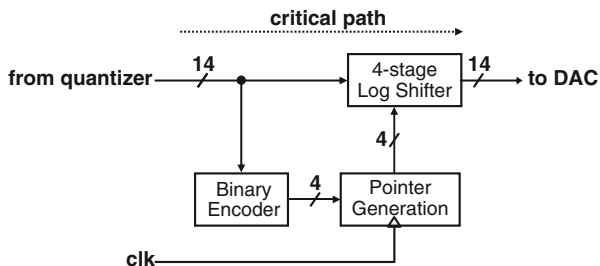 critical path
from quantizer
14
4-stage
Log Shifter
14
to DAC
4
Binary
Encoder
4
Pointer
Generation
clk